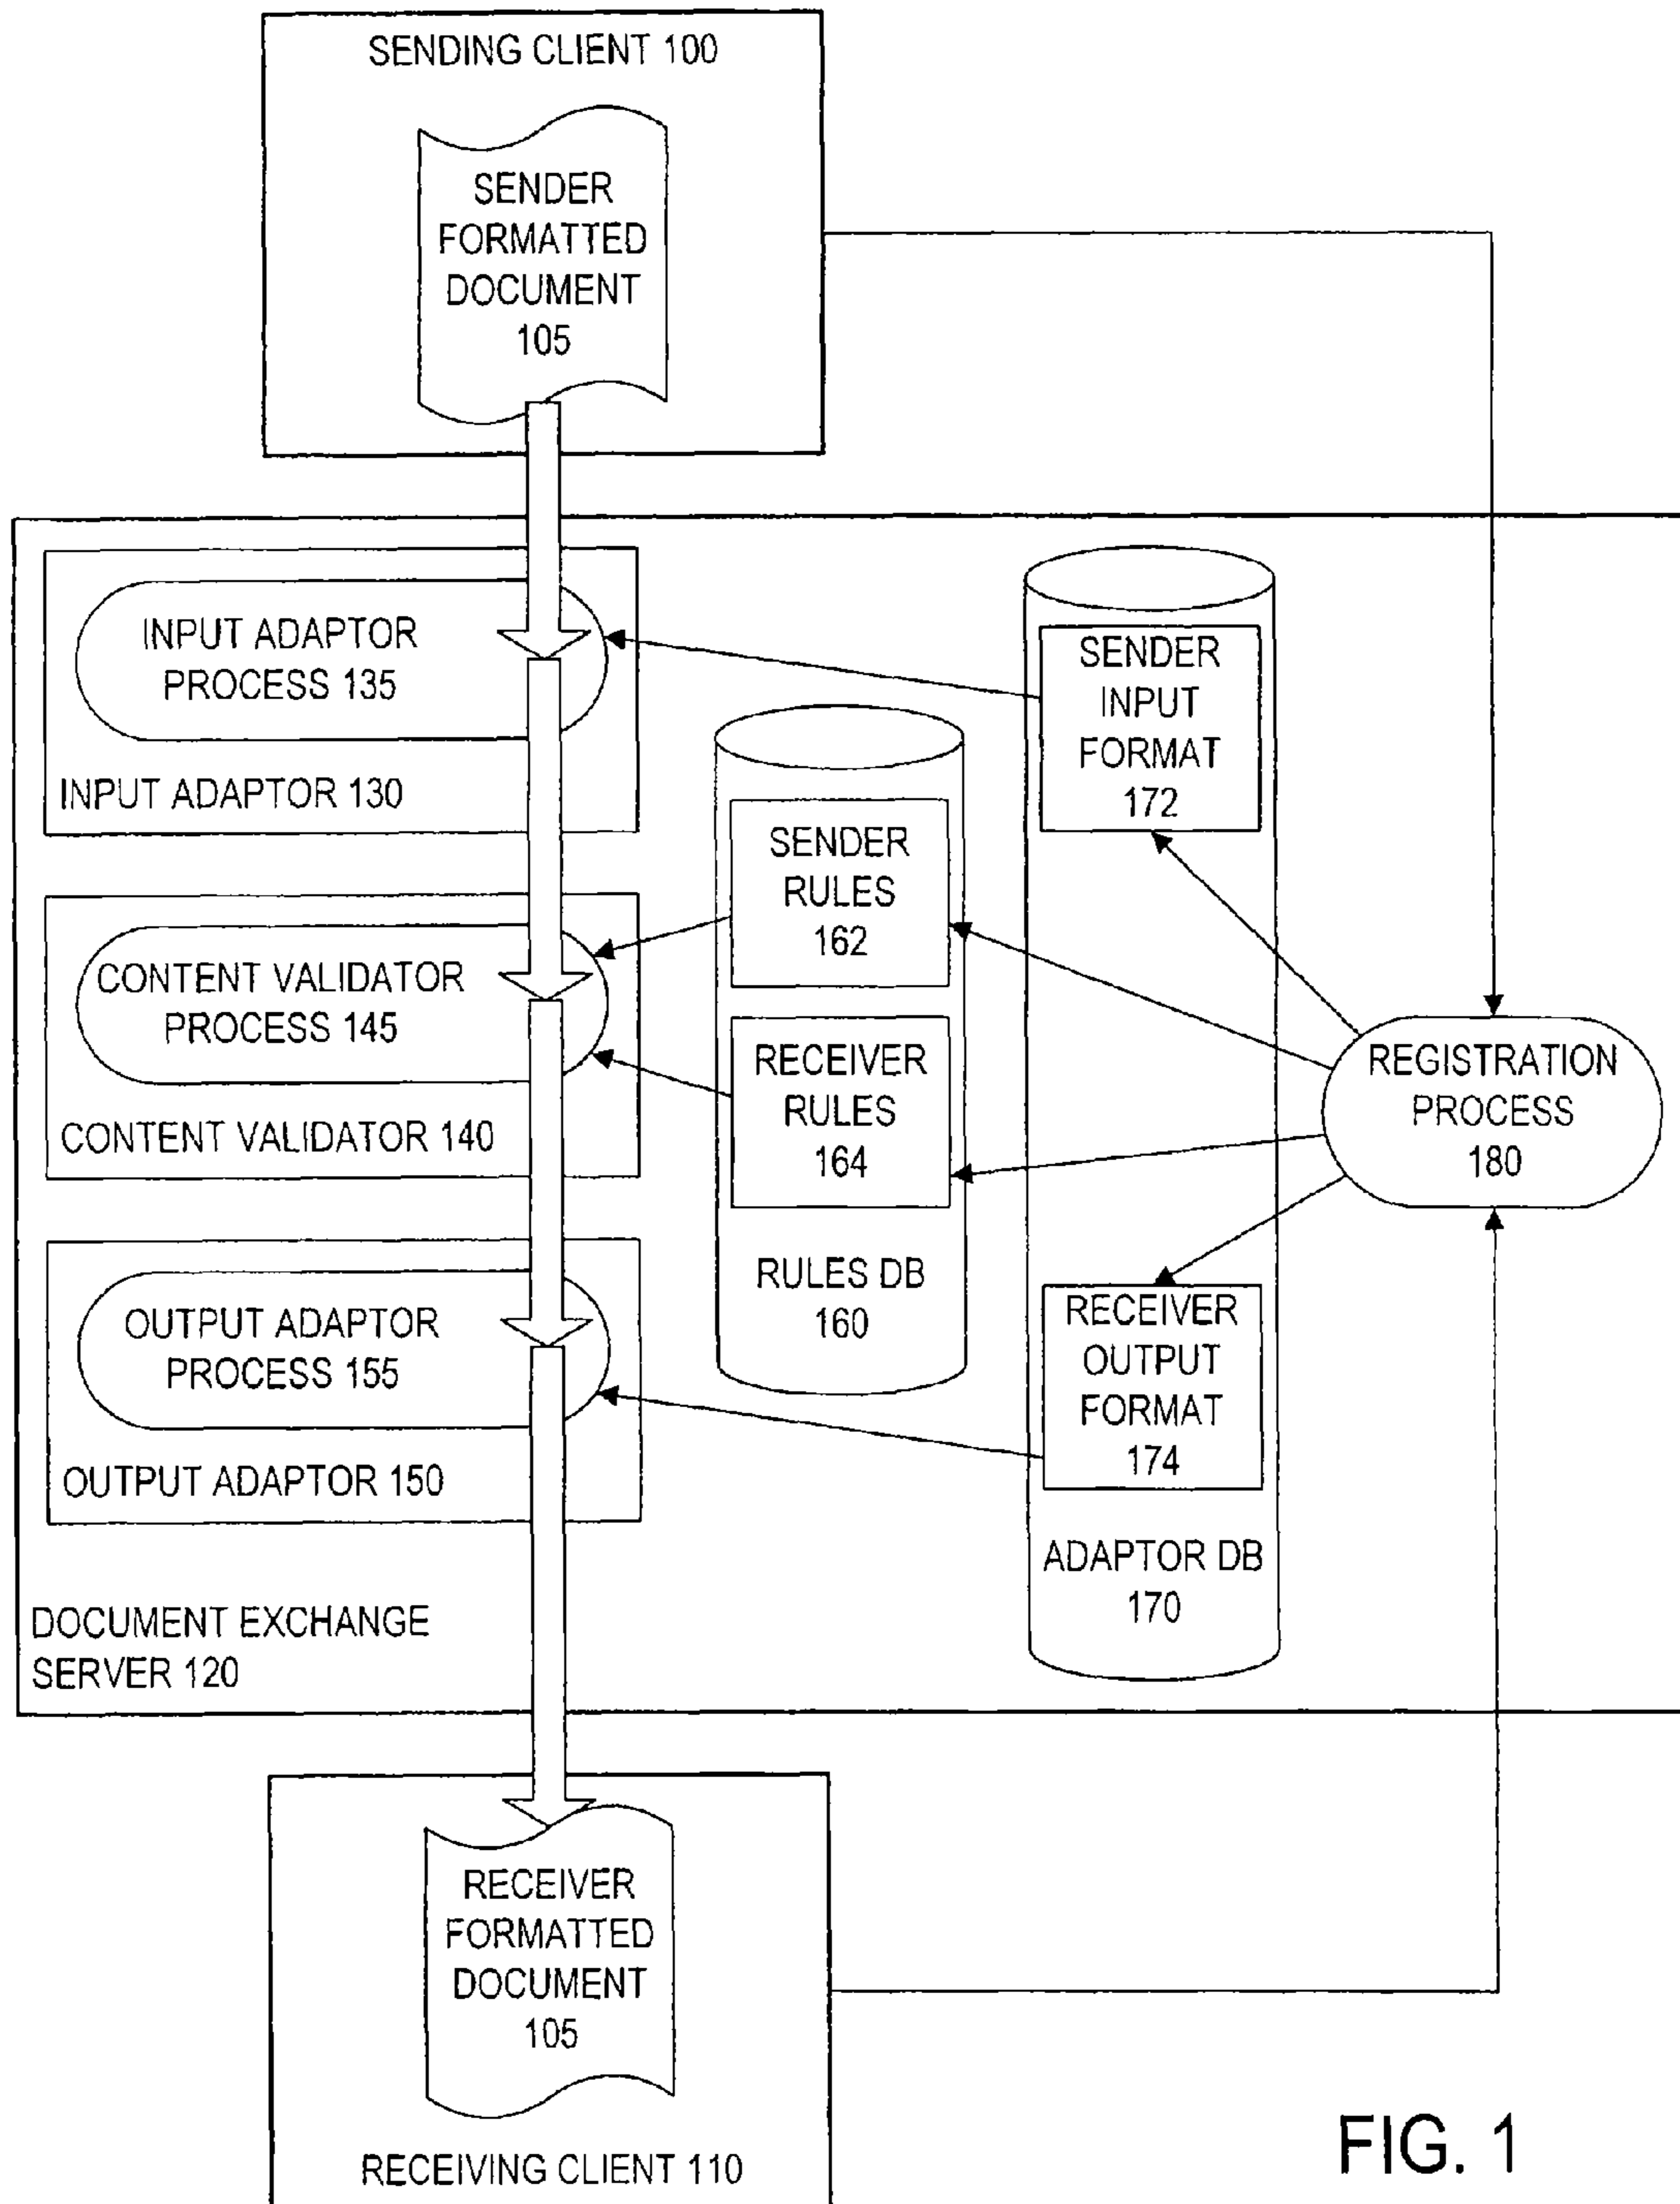 SENDING CLIENT 100
SENDER
FORMATTED
DOCUMENT
105
INPUT ADAPTOR
PROCESS 135
INPUT ADAPTOR 130
SENDER
INPUT
FORMAT
172
SENDER
RULES
162
CONTENT VALIDATOR
PROCESS 145
CONTENT VALIDATOR 140
RECEIVER
RULES
164
REGISTRATION
PROCESS
180
RULES DB
160
OUTPUT ADAPTOR
PROCESS 155
OUTPUT ADAPTOR 150
RECEIVER
OUTPUT
FORMAT
174
ADAPTOR DB
170
DOCUMENT EXCHANGE
SERVER 120
RECEIVER
FORMATTED
DOCUMENT
105
RECEIVING CLIENT 110
FIG. 1